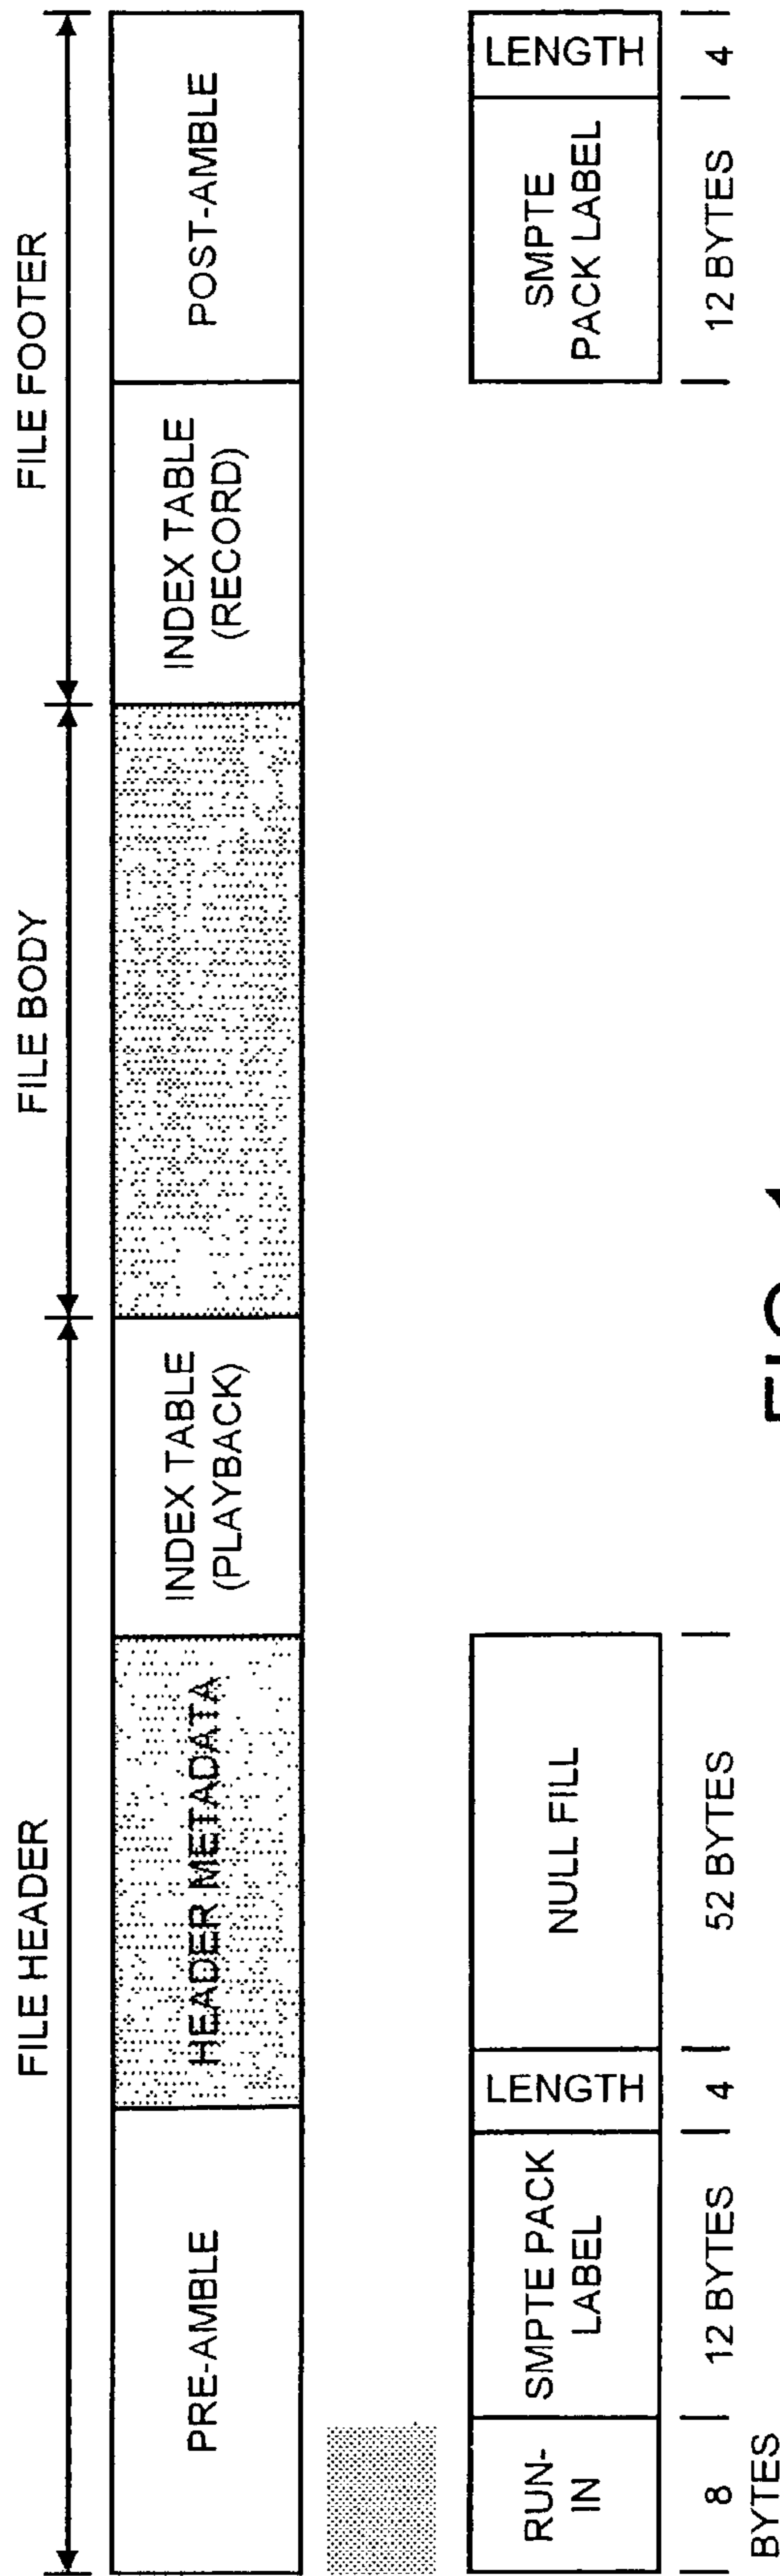 FILE HEADER
FILE BODY
FILE FOOTER
PRE-AMBLE
HEADER METADATA
INDEX TABLE
(PLAYBACK)
INDEX TABLE
(RECORD)
POST-AMBLE
RUN-
IN
SMPTE PACK
LABEL
LENGTH
NULL FILL
SMPTE
PACK LABEL
LENGTH
8
BYTES
12 BYTES
4
52 BYTES
12 BYTES
4